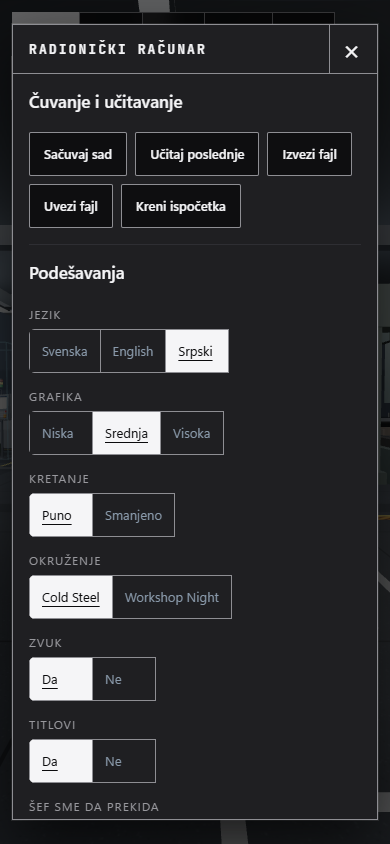 RADIONIČKI RAČUNAR
Čuvanje i učitavanje
Sačuvaj sad Učitaj poslednje Izvezi fajl
Uvezi fajl Kreni ispočetka
Podešavanja
JEZIK
Svenska English Srpski
GRAFIKA
Niska Srednja Visoka
KRETANJE
Puno Smanjeno
OKRUŽENJE
Cold Steel Workshop Night
ZVUK
Da Ne
TITLOVI
Da Ne
ŠEF SME DA PREKIDA